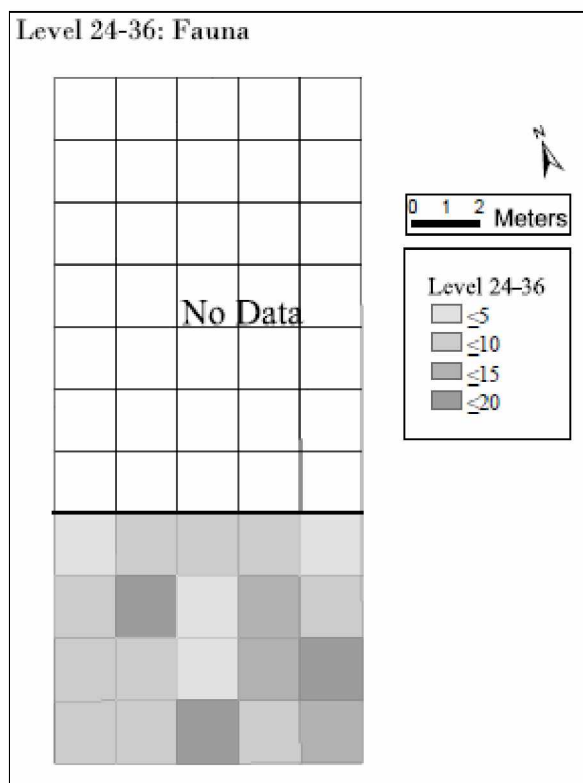 Level 24-36: Fauna
N
0 1 2
Meters
No Data
Level 24-36
≤5
≤10
≤15
≤20